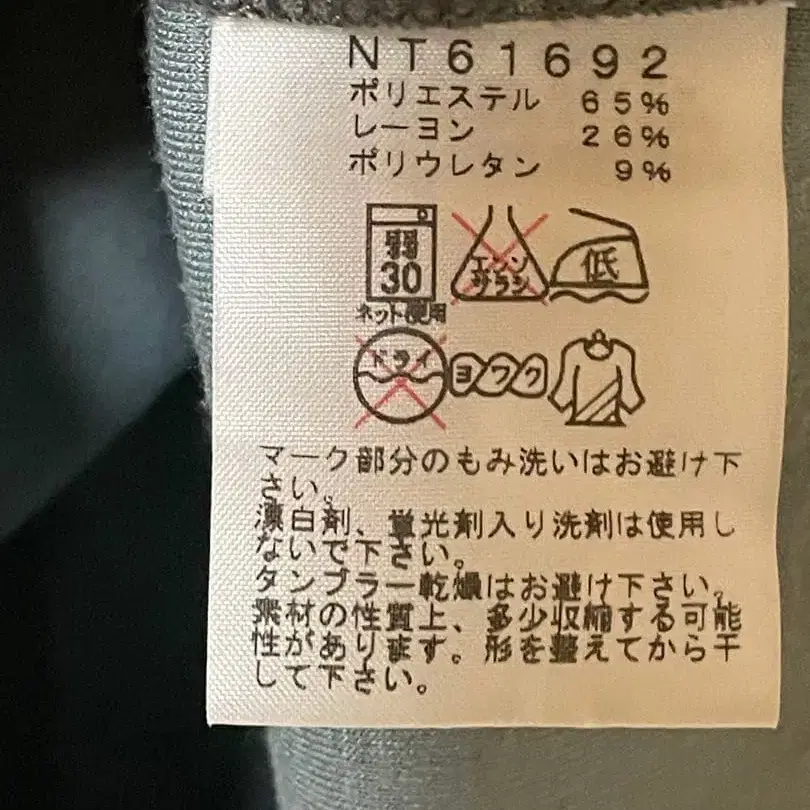 NT61692
ポリエステル 65%
レーヨン 26%
ポリウレタン 9%
弱
30
ネット使用
エンソ
サラシ
低
ドライ
ヨワク
マーク部分のもみ洗いはお避け下
さい。
漂白剤、蛍光剤入り洗剤は使用し
ないで下さい。
タンブラー乾燥はお避け下さい。
素材の性質上、多少収縮する可能
性があります。形を整えてから干
して下さい。